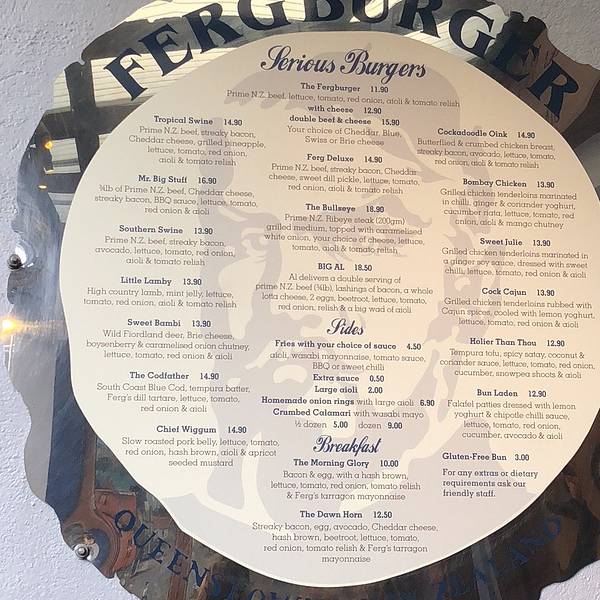 FERGBURGER
Serious Burgers
The Fergburger 11.90
Prime N.Z. beef, lettuce, tomato, red onion, aioli & tomato relish
with cheese 12.90
double beef & cheese 15.90
Your choice of Cheddar, Blue,
Swiss or Brie cheese
Tropical Swine 14.90
Prime N.Z. beef, streaky bacon,
Cheddar cheese, grilled pineapple,
lettuce, tomato, red onion,
aioli & tomato relish
Mr. Big Stuff 16.90
½lb of Prime N.Z. beef, Cheddar cheese,
streaky bacon, BBQ sauce, lettuce, tomato,
red onion & aioli
Southern Swine 13.90
Prime N.Z. beef, streaky bacon,
avocado, lettuce, tomato, red onion,
aioli & tomato relish
Little Lamby 13.90
High country lamb, mint jelly, lettuce,
tomato, red onion, aioli & tomato relish
Sweet Bambi 13.90
Wild Fiordland deer, Brie cheese,
boysenberry & caramelised onion chutney,
lettuce, tomato, red onion & aioli
The Codfather 14.90
South Coast Blue Cod, tempura batter,
Ferg's dill tartare, lettuce, tomato,
red onion & aioli
Chief Wiggum 14.90
Slow roasted pork belly, lettuce, tomato,
red onion, hash brown, aioli & apricot
seeded mustard
Ferg Deluxe 14.90
Prime N.Z. beef, streaky bacon, Cheddar
cheese, sweet dill pickle, lettuce, tomato,
red onion, aioli & tomato relish
The Bullseye 18.90
Prime N.Z. Ribeye steak (200gm)
grilled medium, topped with caramelised
white onion, your choice of cheese, lettuce,
tomato, aioli & tomato relish
BIG AL 18.50
Al delivers a double serving of
prime N.Z. beef (½lb), lashings of bacon, a whole
lotta cheese, 2 eggs, beetroot, lettuce, tomato,
red onion, relish & a big wad of aioli
Sides
Fries with your choice of sauce 4.50
aioli, wasabi mayonnaise, tomato sauce,
BBQ or sweet chilli
Extra sauce 0.50
Large aioli 2.00
Homemade onion rings with large aioli 6.90
Crumbed Calamari with wasabi mayo
½ dozen 5.00 dozen 9.00
Breakfast
The Morning Glory 10.00
Bacon & egg, with a hash brown,
lettuce, tomato, red onion, tomato relish
& Ferg's tarragon mayonnaise
The Dawn Horn 12.50
Streaky bacon, egg, avocado, Cheddar cheese,
hash brown, beetroot, lettuce, tomato,
red onion, tomato relish & Ferg's tarragon
mayonnaise
Cockadoodle Oink 14.90
Butterflied & crumbed chicken breast,
streaky bacon, avocado, lettuce, tomato,
red onion, aioli & tomato relish
Bombay Chicken 13.90
Grilled chicken tenderloins marinated
in chilli, ginger & coriander yoghurt,
cucumber riata, lettuce, tomato, red
onion, aioli & mango chutney
Sweet Julie 13.90
Grilled chicken tenderloins marinated in
a ginger soy sauce, dressed with sweet
chilli, lettuce, tomato, red onion & aioli
Cock Cajun 13.90
Grilled chicken tenderloins rubbed with
Cajun spices, cooled with lemon yoghurt,
lettuce, tomato, red onion & aioli
Holier Than Thou 12.90
Tempura tofu, spicy satay, coconut &
coriander sauce, lettuce, tomato, red onion,
cucumber, snowpea shoots & aioli
Bun Laden 12.90
Falafel patties dressed with lemon
yoghurt & chipotle chilli sauce,
lettuce, tomato, red onion,
cucumber, avocado & aioli
Gluten-Free Bun 3.00
For any extras or dietary
requirements ask our
friendly staff.